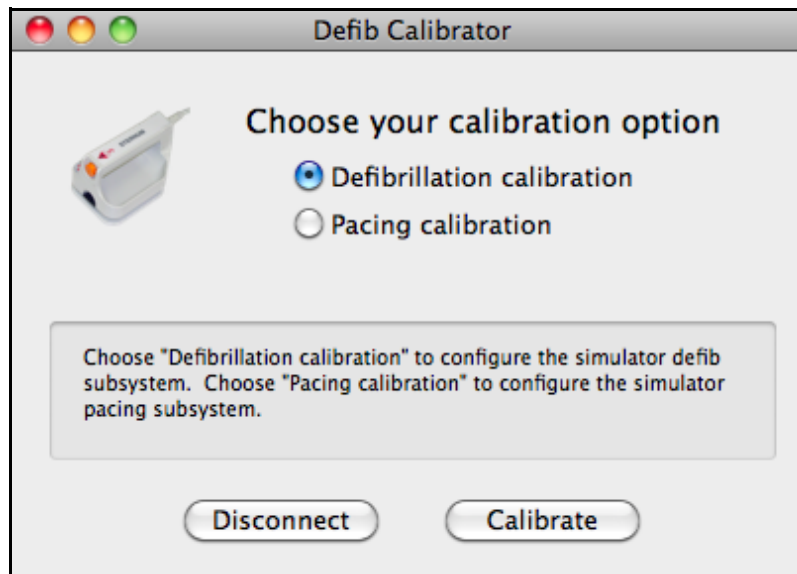 Defib Calibrator
Choose your calibration option
Defibrillation calibration
Pacing calibration
Choose "Defibrillation calibration" to configure the simulator defib
subsystem.  Choose "Pacing calibration" to configure the simulator
pacing subsystem.
Disconnect
Calibrate